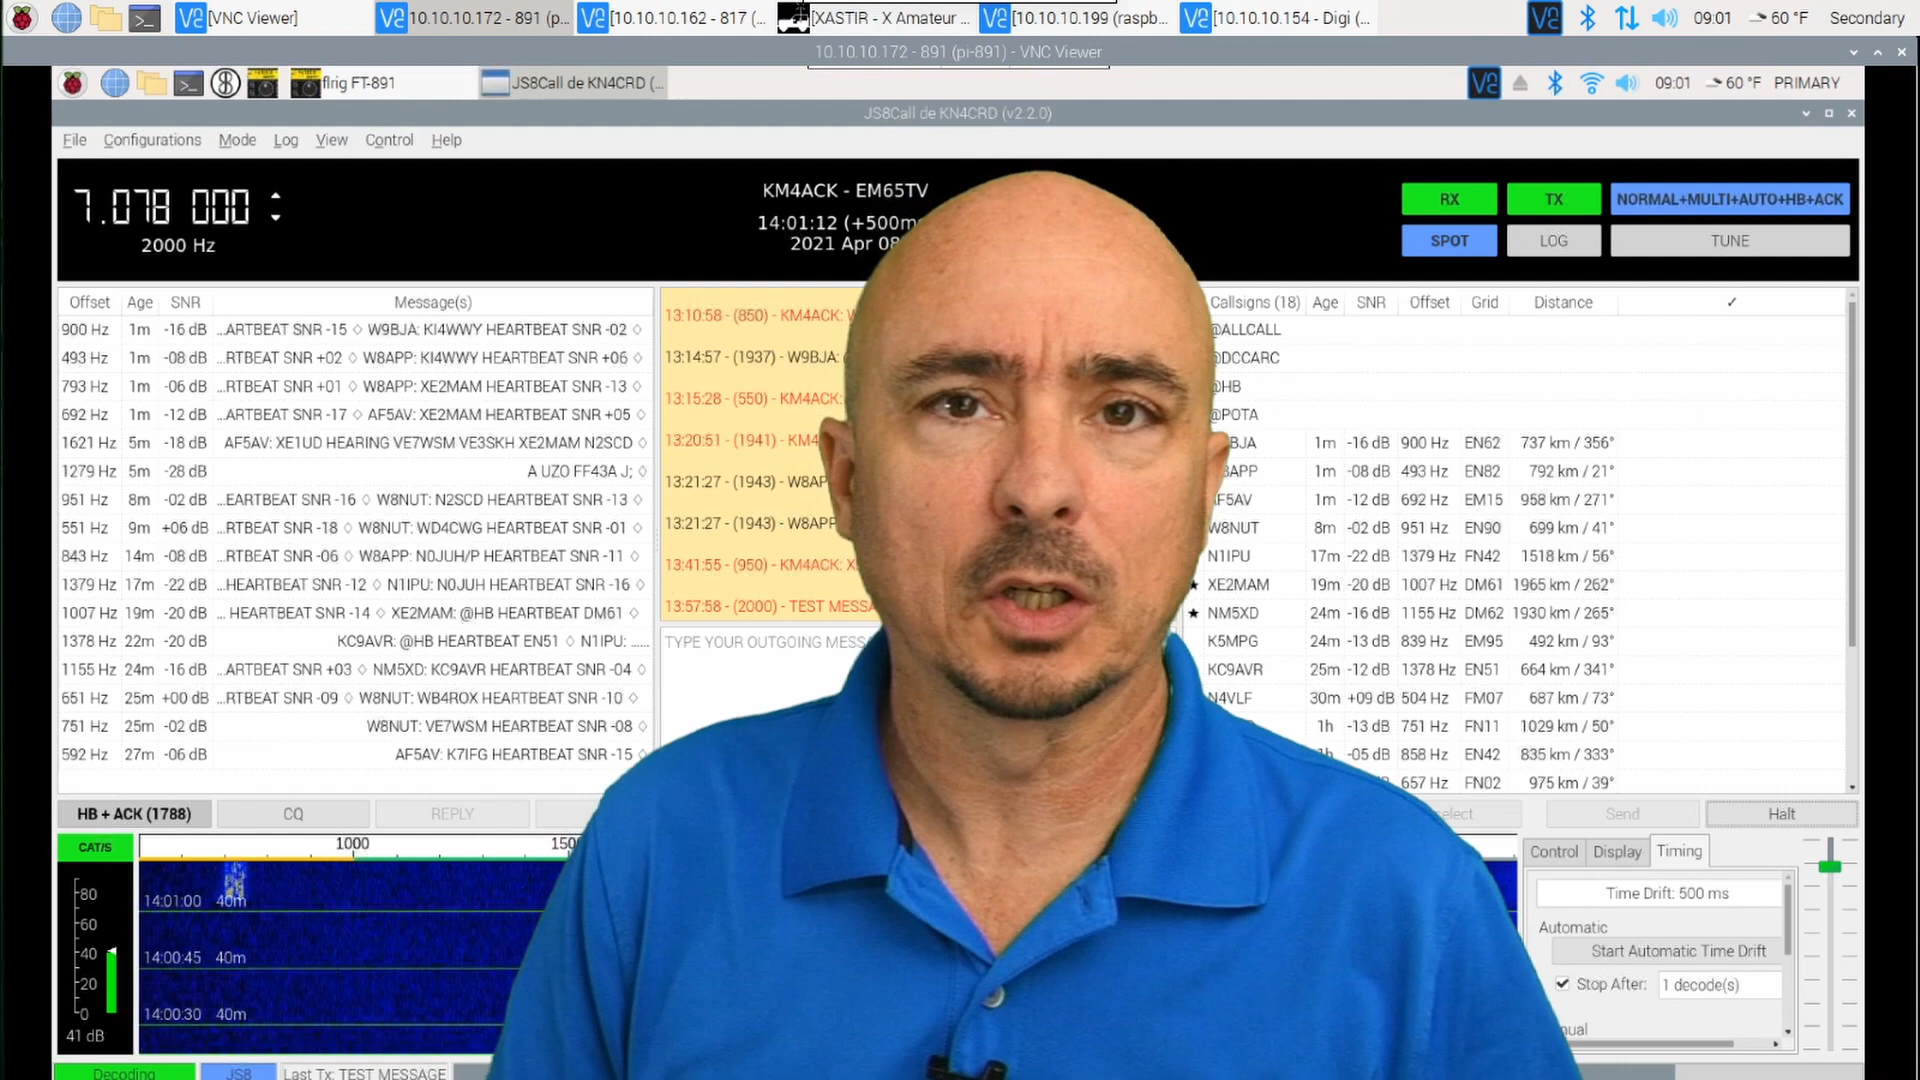 [VNC Viewer]
10.10.10.172 - 891 (p...
[10.10.10.162 - 817 (...
[XASTIR - X Amateur ...
[10.10.10.199 (raspb...
[10.10.10.154 - Digi (...
09:01
60 °F
Secondary
10.10.10.172 - 891 (pi-891) - VNC Viewer
flrig FT-891
JS8Call de KN4CRD (...
09:01
60 °F
PRIMARY
JS8Call de KN4CRD (v2.2.0)
File Configurations Mode Log View Control Help
7.078 000
2000 Hz
KM4ACK - EM65TV
14:01:12 (+500m
2021 Apr 08
RX TX NORMAL+MULTI+AUTO+HB+ACK
SPOT LOG TUNE
Offset Age SNR Message(s)
900 Hz 1m -16 dB ...ARTBEAT SNR -15 ♢ W9BJA: KI4WWY HEARTBEAT SNR -02 ♢
493 Hz 1m -08 dB ...RTBEAT SNR +02 ♢ W8APP: KI4WWY HEARTBEAT SNR +06 ♢
793 Hz 1m -06 dB ...RTBEAT SNR +01 ♢ W8APP: XE2MAM HEARTBEAT SNR -13 ♢
692 Hz 1m -12 dB ...ARTBEAT SNR -17 ♢ AF5AV: XE2MAM HEARTBEAT SNR +05 ♢
1621 Hz 5m -18 dB AF5AV: XE1UD HEARING VE7WSM VE3SKH XE2MAM N2SCD ♢
1279 Hz 5m -28 dB A UZO FF43A J; ♢
951 Hz 8m -02 dB ...EARTBEAT SNR -16 ♢ W8NUT: N2SCD HEARTBEAT SNR -13 ♢
551 Hz 9m +06 dB ...RTBEAT SNR -18 ♢ W8NUT: WD4CWG HEARTBEAT SNR -01 ♢
843 Hz 14m -08 dB ...RTBEAT SNR -06 ♢ W8APP: N0JUH/P HEARTBEAT SNR -11 ♢
1379 Hz 17m -22 dB ...HEARTBEAT SNR -12 ♢ N1IPU: N0JUH HEARTBEAT SNR -16 ♢
1007 Hz 19m -20 dB ... HEARTBEAT SNR -14 ♢ XE2MAM: @HB HEARTBEAT DM61 ♢
1378 Hz 22m -20 dB KC9AVR: @HB HEARTBEAT EN51 ♢ N1IPU: ......
1155 Hz 24m -16 dB ...ARTBEAT SNR +03 ♢ NM5XD: KC9AVR HEARTBEAT SNR -04 ♢
651 Hz 25m +00 dB ...RTBEAT SNR -09 ♢ W8NUT: WB4ROX HEARTBEAT SNR -10 ♢
751 Hz 25m -02 dB W8NUT: VE7WSM HEARTBEAT SNR -08 ♢
592 Hz 27m -06 dB AF5AV: K7IFG HEARTBEAT SNR -15 ♢
13:10:58 - (850) - KM4ACK: W
13:14:57 - (1937) - W9BJA:
13:15:28 - (550) - KM4ACK:
13:20:51 - (1941) - KM4
13:21:27 - (1943) - W8AP
13:21:27 - (1943) - W8APP
13:41:55 - (950) - KM4ACK: X
13:57:58 - (2000) - TEST MESSA
TYPE YOUR OUTGOING MESS
Callsigns (18) Age SNR Offset Grid Distance ✓
@ALLCALL
@DCCARC
@HB
@POTA
BJA 1m -16 dB 900 Hz EN62 737 km / 356°
8APP 1m -08 dB 493 Hz EN82 792 km / 21°
F5AV 1m -12 dB 692 Hz EM15 958 km / 271°
W8NUT 8m -02 dB 951 Hz EN90 699 km / 41°
N1IPU 17m -22 dB 1379 Hz FN42 1518 km / 56°
★ XE2MAM 19m -20 dB 1007 Hz DM61 1965 km / 262°
★ NM5XD 24m -16 dB 1155 Hz DM62 1930 km / 265°
K5MPG 24m -13 dB 839 Hz EM95 492 km / 93°
KC9AVR 25m -12 dB 1378 Hz EN51 664 km / 341°
N4VLF 30m +09 dB 504 Hz FM07 687 km / 73°
1h -13 dB 751 Hz FN11 1029 km / 50°
1h -05 dB 858 Hz EN42 835 km / 333°
657 Hz FN02 975 km / 39°
HB + ACK (1788) CQ REPLY
elect Send Halt
CAT/S
1000 150
80
60
40
20
0
41 dB
14:01:00 40m
14:00:45 40m
14:00:30 40m
Control Display Timing
Time Drift: 500 ms
Automatic
Start Automatic Time Drift
Stop After: 1 decode(s)
nual
Decoding JS8 Last Tx: TEST MESSAGE